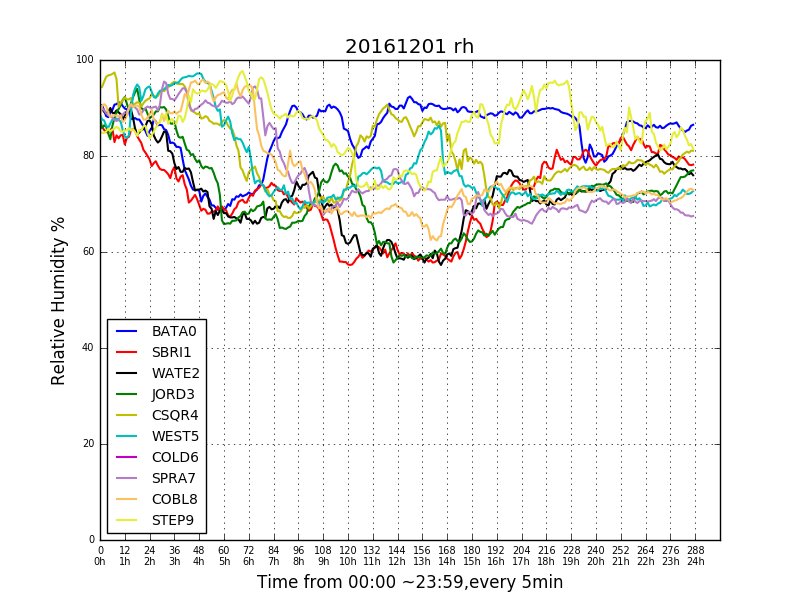 20161201 rh
100
80
60
40
20
0
Relative Humidity %
BATA0
SBRI1
WATE2
JORD3
CSQR4
WEST5
COLD6
SPRA7
COBL8
STEP9
0 12 24 36 48 60 72 84 96 108 120 132 144 156 168 180 192 204 216 228 240 252 264 276 288
0h 1h 2h 3h 4h 5h 6h 7h 8h 9h 10h 11h 12h 13h 14h 15h 16h 17h 18h 19h 20h 21h 22h 23h 24h
Time from 00:00 ~23:59,every 5min